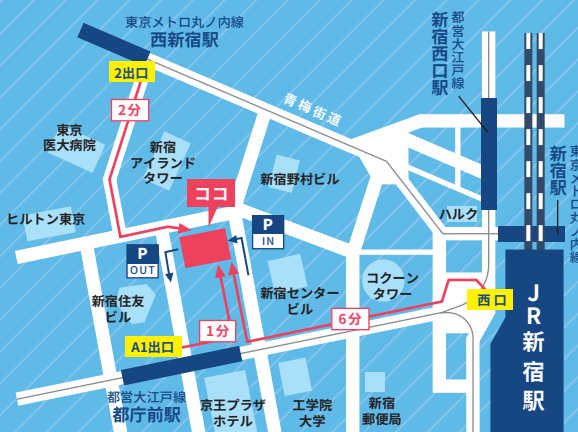 東京メトロ丸ノ内線
西新宿駅
都営大江戸線
新宿西口駅
2出口
2分
青梅街道
東京
医大病院
新宿
アイランド
タワー
新宿野村ビル
東京メトロ丸ノ内線
新宿駅
ココ
ハルク
ヒルトン東京
P
IN
P
OUT
新宿住友
ビル
新宿センター
ビル
コクーン
タワー
西口
JR新宿駅
1分
6分
A1出口
都営大江戸線
都庁前駅
京王プラザ
ホテル
工学院
大学
新宿
郵便局